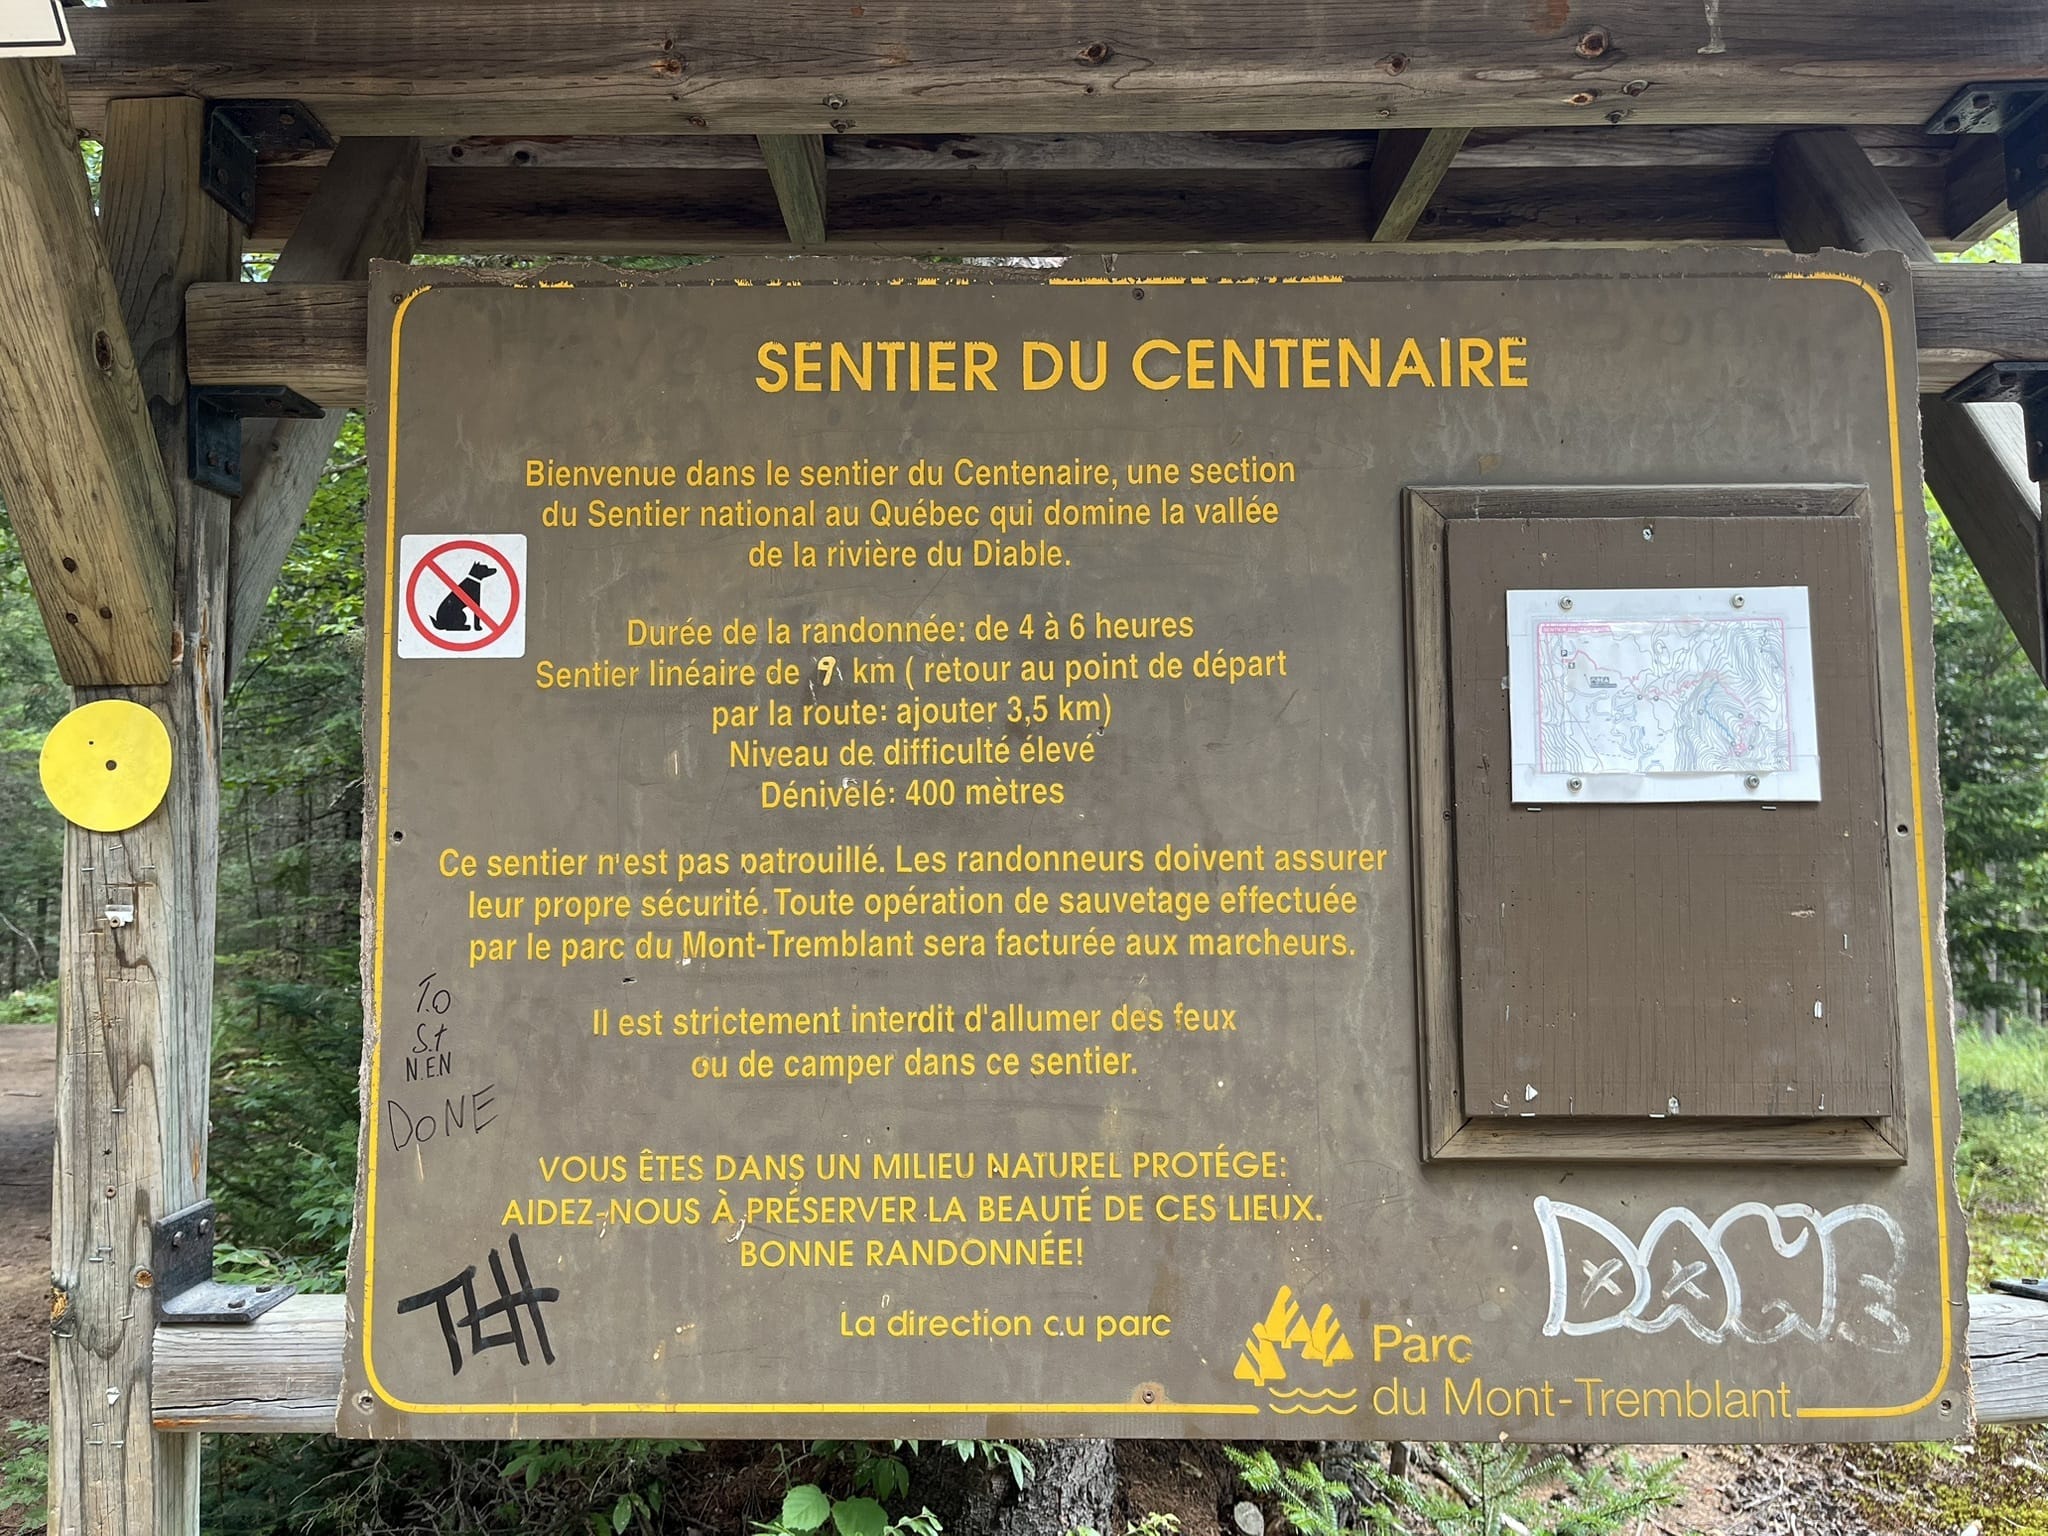 SENTIER DU CENTENAIRE
Bienvenue dans le sentier du Centenaire, une section
du Sentier national au Québec qui domine la vallée
de la rivière du Diable.
Durée de la randonnée: de 4 à 6 heures
Sentier linéaire de 9 km ( retour au point de départ
par la route: ajouter 3,5 km)
Niveau de difficulté élevé
Dénivelé: 400 mètres
Ce sentier n'est pas patrouillé. Les randonneurs doivent assurer
leur propre sécurité. Toute opération de sauvetage effectuée
par le parc du Mont-Tremblant sera facturée aux marcheurs.
Il est strictement interdit d'allumer des feux
ou de camper dans ce sentier.
VOUS ÊTES DANS UN MILIEU NATUREL PROTÉGE:
AIDEZ-NOUS À PRÉSERVER LA BEAUTÉ DE CES LIEUX.
BONNE RANDONNÉE!
La direction du parc
Parc
du Mont-Tremblant
SENTIER DU CENTENAIRE
T.O
S.t
N.E.N
DONE